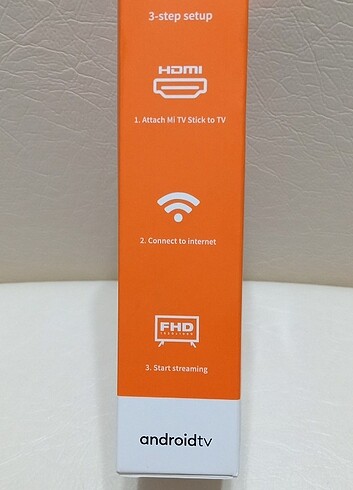 3-step setup
HDMI
1. Attach Mi TV Stick to TV
2. Connect to internet
FHD
3. Start streaming
androidtv